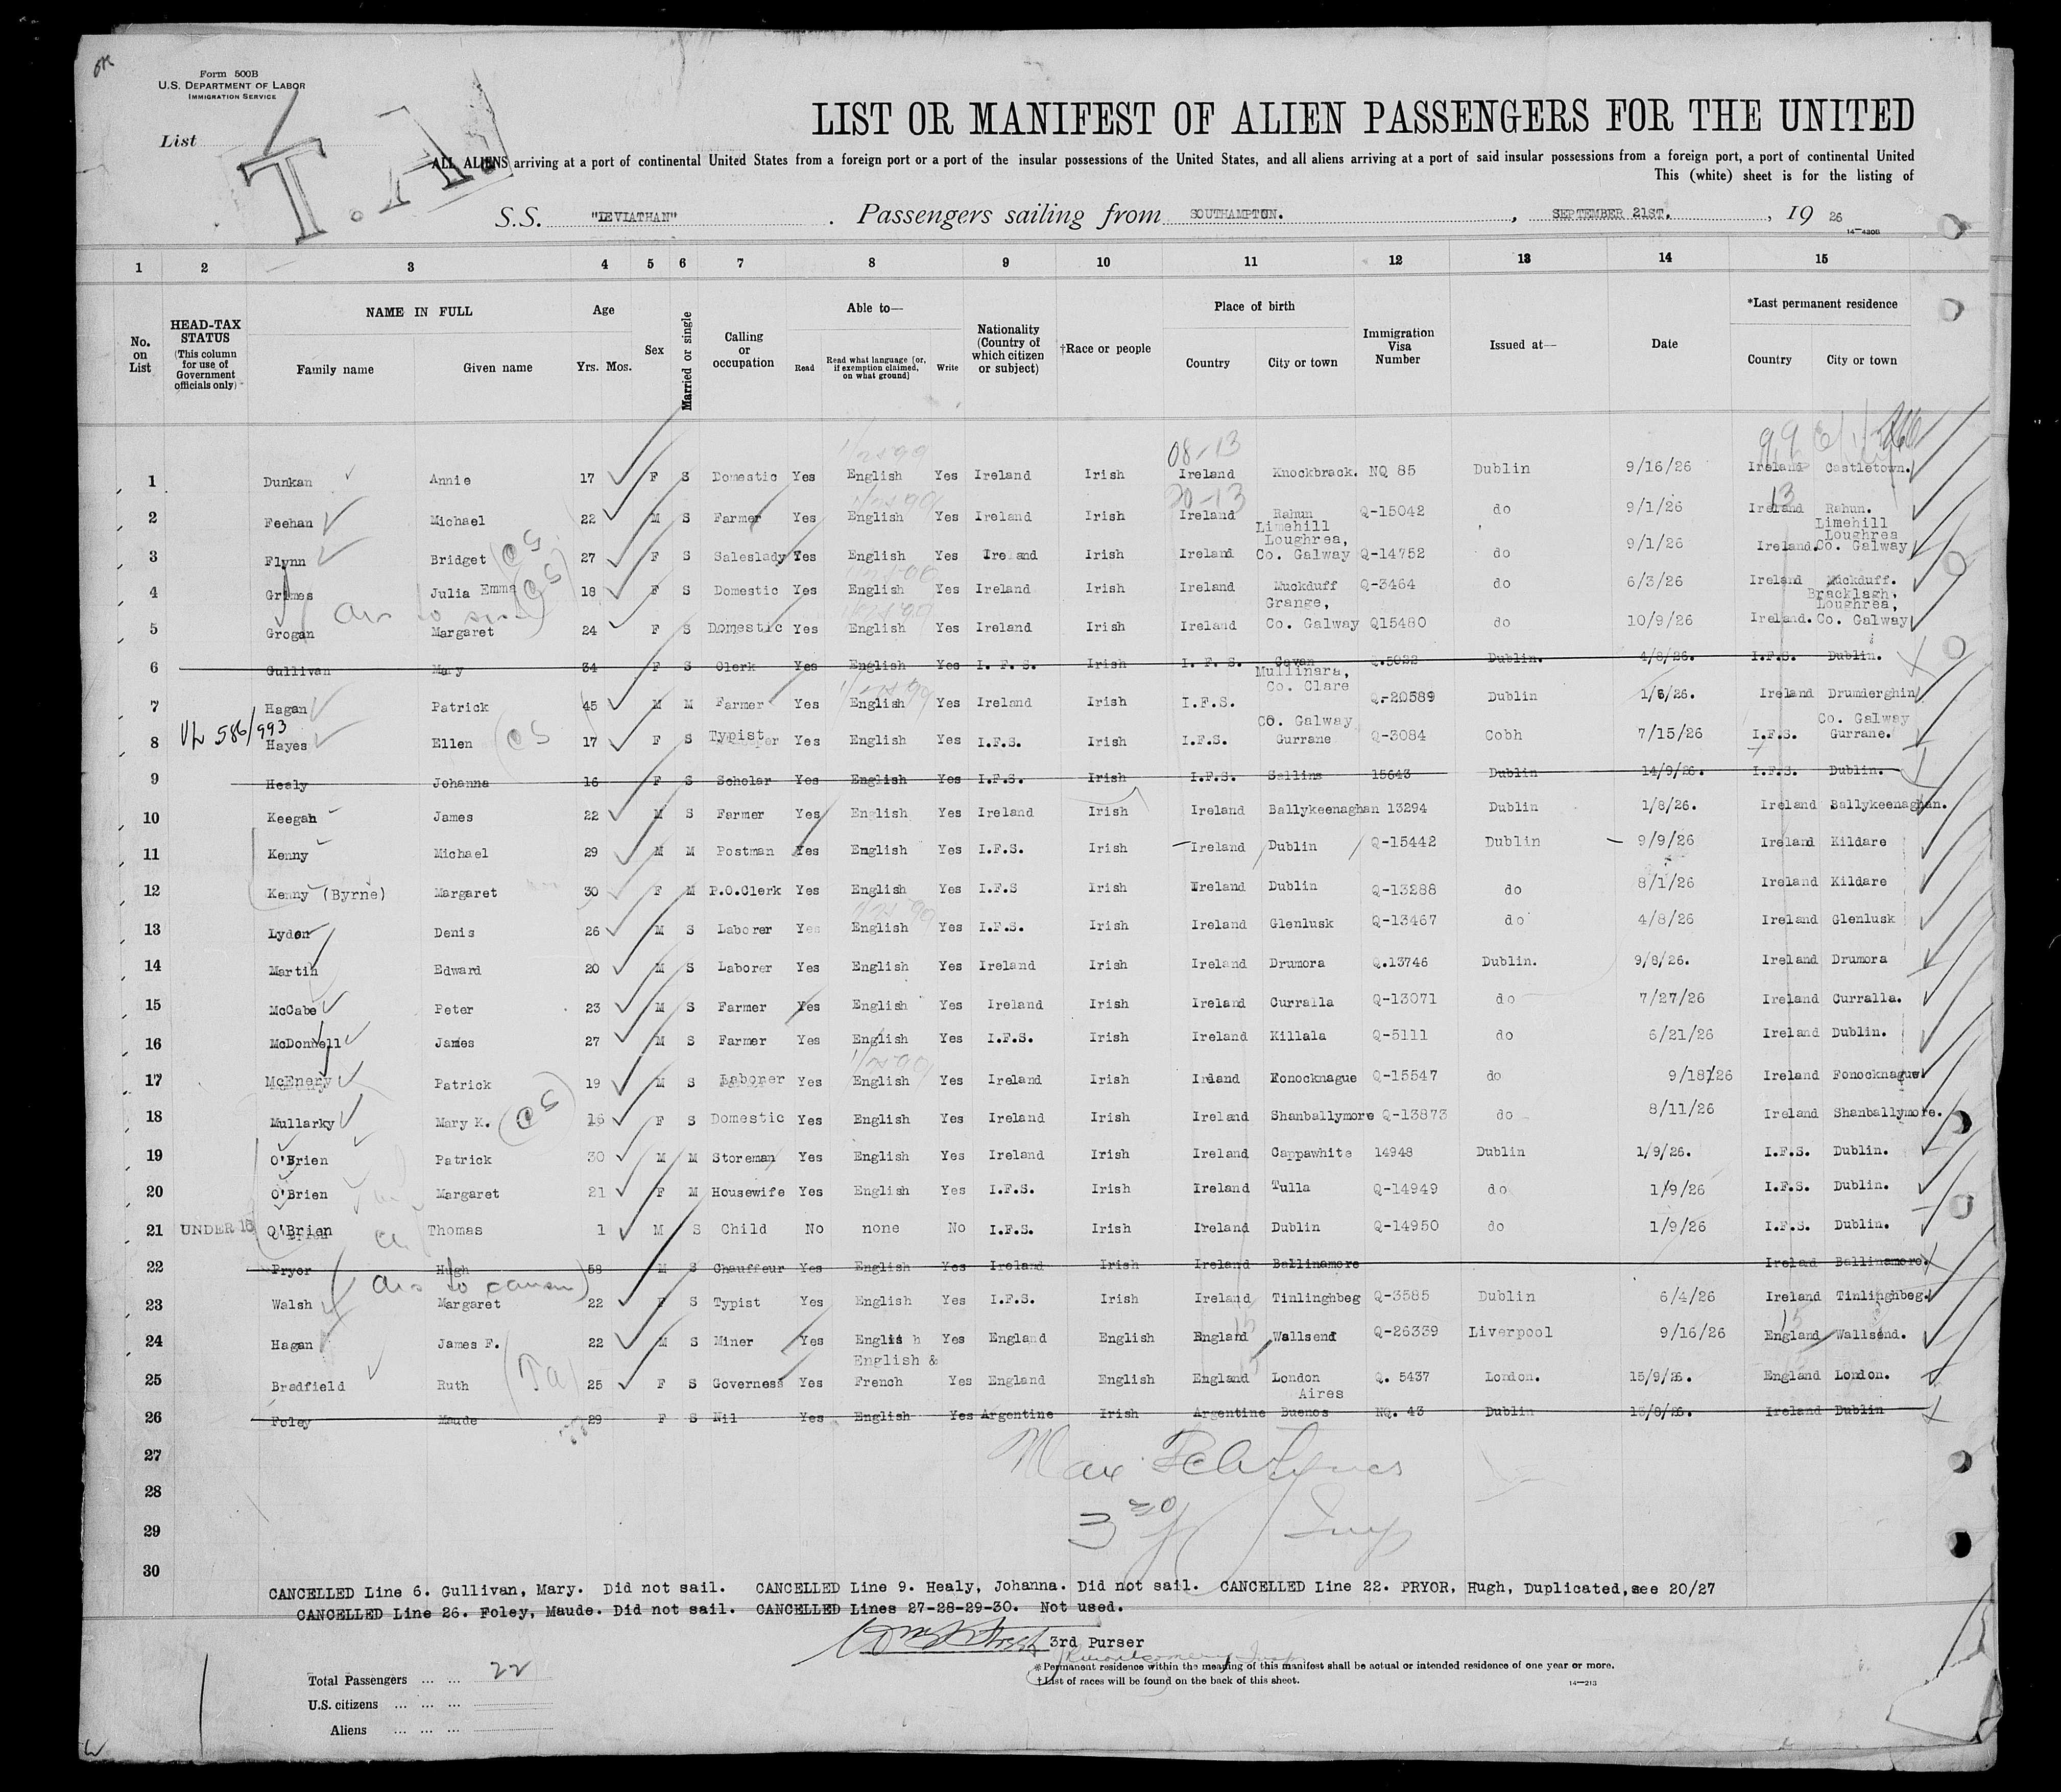 Form 500B
U.S. DEPARTMENT OF LABOR
IMMIGRATION SERVICE
List
T.A.
LIST OR MANIFEST OF ALIEN PASSENGERS FOR THE UNITED
ALL ALIENS arriving at a port of continental United States from a foreign port or a port of the insular possessions of the United States, and all aliens arriving at a port of said insular possessions from a foreign port, a port of continental United
This (white) sheet is for the listing of
S.S. "LEVIATHAN" . Passengers sailing from SOUTHAMPTON. , SEPTEMBER 21ST. , 19 26
14—430B
1 2 3 4 5 6 7 8 9 10 11 12 13 14 15
No. on List
HEAD-TAX STATUS (This column for use of Government officials only)
NAME IN FULL
Family name Given name
Age
Yrs. Mos.
Sex
Married or single
Calling or occupation
Able to—
Read Read what language [or, if exemption claimed, on what ground] Write
Nationality (Country of which citizen or subject)
†Race or people
Place of birth
Country City or town
Immigration Visa Number
Issued at—
Date
*Last permanent residence
Country City or town
08-13
1 Dunkan Annie 17 F S Domestic Yes English Yes Ireland Irish Ireland Knockbrack. NQ 85 Dublin 9/16/26 Ireland Castletown.
20-13 13
2 Feehan Michael 22 M S Farmer Yes English Yes Ireland Irish Ireland Rahun Q-15042 do 9/1/26 Ireland Rahun.
Limehill Loughrea, Limehill Loughrea
3 Flynn Bridget 27 F S Saleslady Yes English Yes Ireland Irish Ireland Co. Galway Q-14752 do 9/1/26 Ireland. Co. Galway
4 Grimes Julia Emma 18 F S Domestic Yes English Yes Ireland Irish Ireland Muckduff Q-3464 do 6/3/26 Ireland Muckduff.
Grange, Bracklagh, Loughrea,
5 Grogan Margaret 24 F S Domestic Yes English Yes Ireland Irish Ireland Co. Galway Q15480 do 10/9/26 Ireland. Co. Galway
6 Gullivan Mary 34 F S Clerk Yes English Yes I. F. S. Irish I. F. S. Cavan Q.5022 Dublin. 4/8/26. I.F.S. Dublin.
Mullinara, Co. Clare
7 Hagan Patrick 45 M M Farmer Yes English Yes Ireland Irish I.F.S. Q.-20589 Dublin 1/6/26. Ireland Drumderghin
Co. Galway Co. Galway
8 Hayes Ellen 17 F S Typist Yes English Yes I.F.S. Irish I.F.S. Gurrane Q-3084 Cobh 7/15/26 I.F.S. Gurrane.
9 Healy Johanna 16 F S Scholar Yes English Yes I.F.S. Irish I.F.S. Sallins 15643 Dublin 14/9/26. I.F.S. Dublin.
10 Keegan James 22 M S Farmer Yes English Yes Ireland Irish Ireland Ballykeenaghan 13294 Dublin 1/8/26. Ireland Ballykeenaghan.
11 Kenny Michael 29 M M Postman Yes English Yes I.F.S. Irish Ireland Dublin Q-15442 Dublin 9/9/26 Ireland Kildare
12 Kenny (Byrne) Margaret 30 F M P.O.Clerk Yes English Yes I.F.S Irish Ireland Dublin Q-13288 do 8/1/26 Ireland Kildare
13 Lydon Denis 26 M S Laborer Yes English Yes I.F.S. Irish Ireland Glenlusk Q-13467 do 4/8/26 Ireland Glenlusk
14 Martin Edward 20 M S Laborer Yes English Yes Ireland Irish Ireland Drumora Q.13746 Dublin. 9/8/26. Ireland Drumora
15 McCabe Peter 23 M S Farmer Yes English Yes Ireland Irish Ireland Curralla Q-13071 do 7/27/26 Ireland Curralla.
16 McDonnell James 27 M S Farmer Yes English Yes I.F.S. Irish Ireland Killala Q-5111 do 6/21/26 Ireland Dublin.
17 McEnery Patrick 19 M S Laborer Yes English Yes Ireland Irish Ireland Fonocknague Q-15547 do 9/18/26 Ireland Fonocknague
18 Mullarky Mary K. 16 F S Domestic Yes English Yes Ireland Irish Ireland Shanballymore Q-13873 do 8/11/26 Ireland Shanballymore.
19 O'Brien Patrick 30 M M Storeman Yes English Yes Ireland Irish Ireland Cappawhite 14948 Dublin 1/9/26. I.F.S. Dublin.
20 O'Brien Margaret 21 F M Housewife Yes English Yes I.F.S. Irish Ireland Tulla Q-14949 do 1/9/26 I.F.S. Dublin.
21 UNDER 16 O'Brien Thomas 1 M S Child No none No I.F.S. Irish Ireland Dublin Q-14950 do 1/9/26 I.F.S. Dublin.
22 Pryor Hugh 58 M S Chauffeur Yes English Yes Ireland Irish Ireland Ballinamore Ireland Ballinamore.
23 Walsh Margaret 22 F S Typist Yes English Yes I.F.S. Irish Ireland Tinlinghbeg Q-3585 Dublin 6/4/26 Ireland Tinlinghbeg.
24 Hagan James F. 22 M S Miner Yes English Yes England English England Wallsend Q-26339 Liverpool 9/16/26 England Wallsend.
English &
25 Bradfield Ruth 25 F S Governess Yes French Yes England English England London Q. 5437 London. 15/9/26. England London.
Aires
26 Foley Maude 29 F S Nil Yes English Yes Argentine Irish Argentine Buenos NQ. 43 Dublin 13/8/26. Ireland Dublin
27
28
29
30
CANCELLED Line 6. Gullivan, Mary. Did not sail. CANCELLED Line 9. Healy, Johanna. Did not sail. CANCELLED Line 22. PRYOR, Hugh, Duplicated, see 20/27
CANCELLED Line 26. Foley, Maude. Did not sail. CANCELLED Lines 27-28-29-30. Not used.
3rd Purser
*Permanent residence within the meaning of this manifest shall be actual or intended residence of one year or more.
†List of races will be found on the back of this sheet.
14—213
Total Passengers ... ... 22
U.S. citizens ... ... ...
Aliens ... ... ...